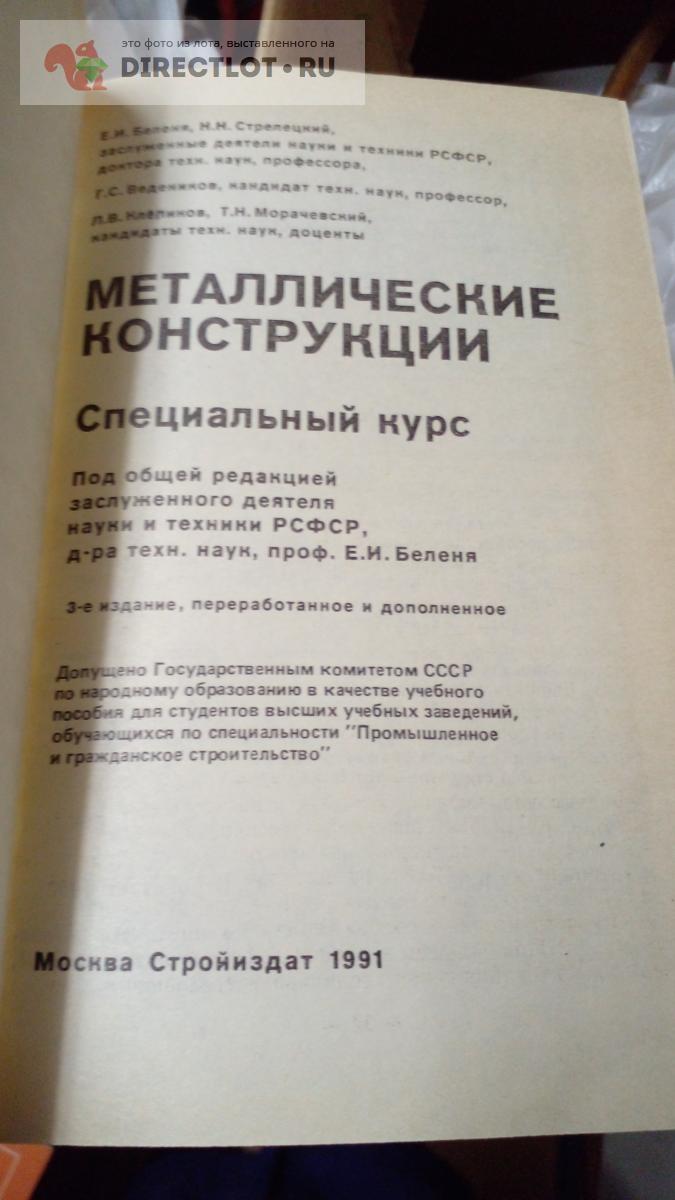 это фото из лота, выставленного на
DIRECTLOT·RU
Е.И. Беленя, Н.Н. Стрелецкий,
заслуженные деятели науки и техники РСФСР,
доктора техн. наук, профессора,
Г.С. Ведеников, кандидат техн. наук, профессор,
Л.В. Клепиков, Т.Н. Морачевский,
кандидаты техн. наук, доценты
МЕТАЛЛИЧЕСКИЕ
КОНСТРУКЦИИ
Специальный курс
Под общей редакцией
заслуженного деятеля
науки и техники РСФСР,
д-ра техн. наук, проф. Е.И. Беленя
3-е издание, переработанное и дополненное
Допущено Государственным комитетом СССР
по народному образованию в качестве учебного
пособия для студентов высших учебных заведений,
обучающихся по специальности "Промышленное
и гражданское строительство"
Москва Стройиздат 1991